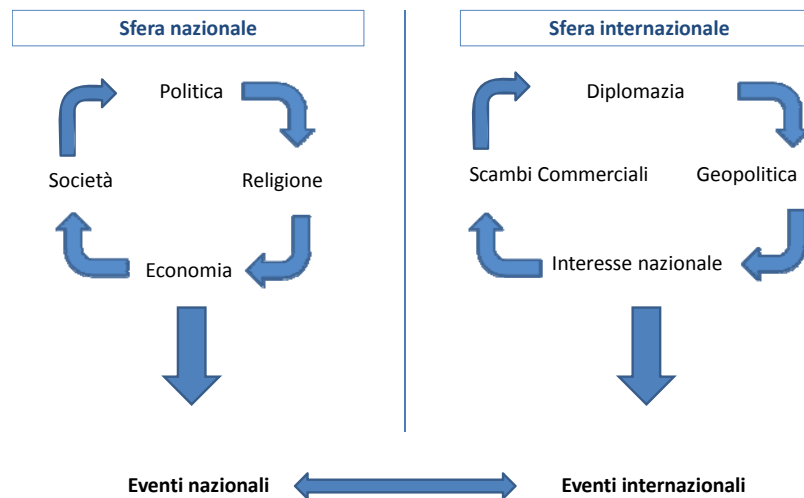 Sfera nazionale
Sfera internazionale
Politica
Diplomazia
Società
Religione
Scambi Commerciali
Geopolitica
Economia
Interesse nazionale
Eventi nazionali
Eventi internazionali